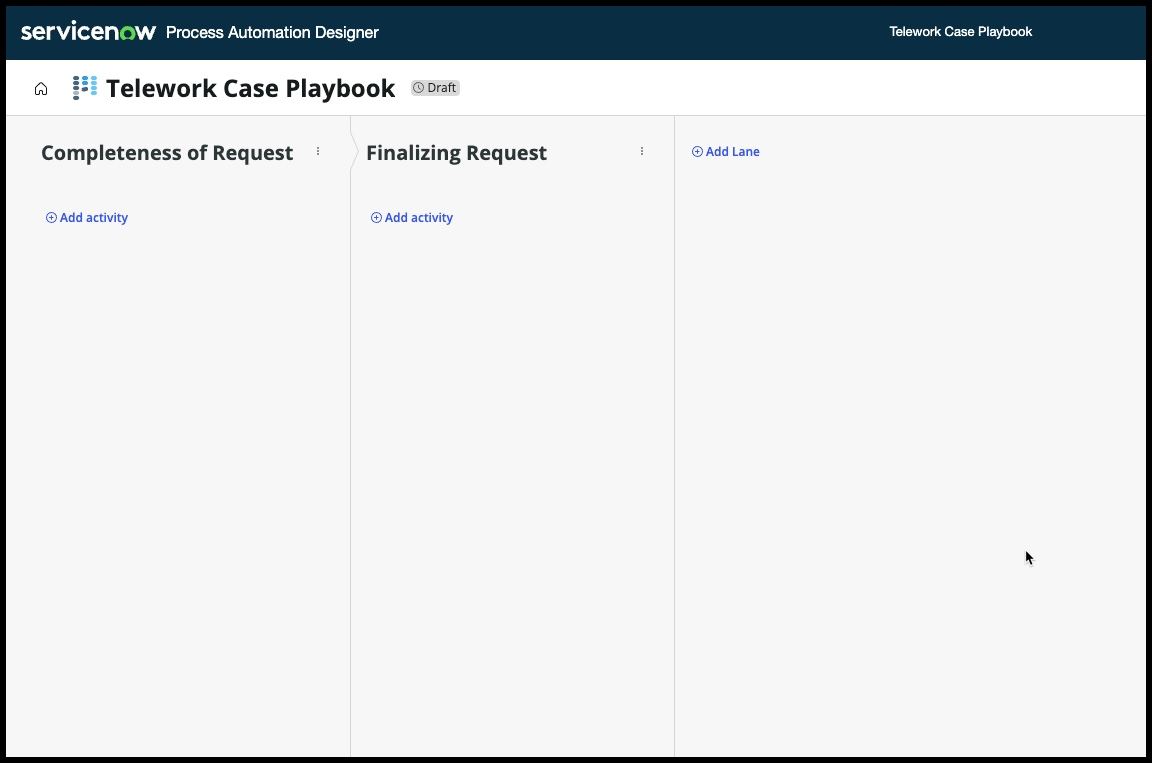 servicenow Process Automation Designer
Telework Case Playbook
Telework Case Playbook
Draft
Completeness of Request
Finalizing Request
Add Lane
Add activity
Add activity